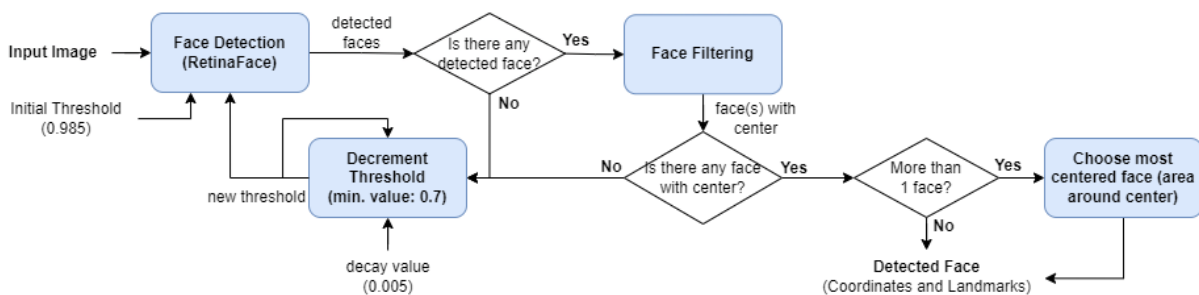 Input Image
Face Detection
(RetinaFace)
detected
faces
Is there any
detected face?
Yes
Face Filtering
Initial Threshold
(0.985)
No
face(s) with
center
new threshold
Decrement
Threshold
(min. value: 0.7)
No
Is there any face
with center?
Yes
More than
1 face?
Yes
Choose most
centered face (area
around center)
No
decay value
(0.005)
Detected Face
(Coordinates and Landmarks)